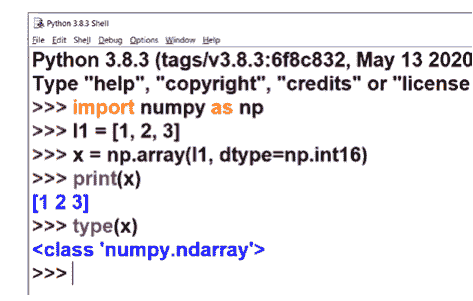 Python 3.8.3 Shell
File Edit Shell Debug Options Window Help
Python 3.8.3 (tags/v3.8.3:6f8c832, May 13 2020
Type "help", "copyright", "credits" or "license
>>> import numpy as np
>>> l1 = [1, 2, 3]
>>> x = np.array(l1, dtype=np.int16)
>>> print(x)
[1 2 3]
>>> type(x)
<class 'numpy.ndarray'>
>>>